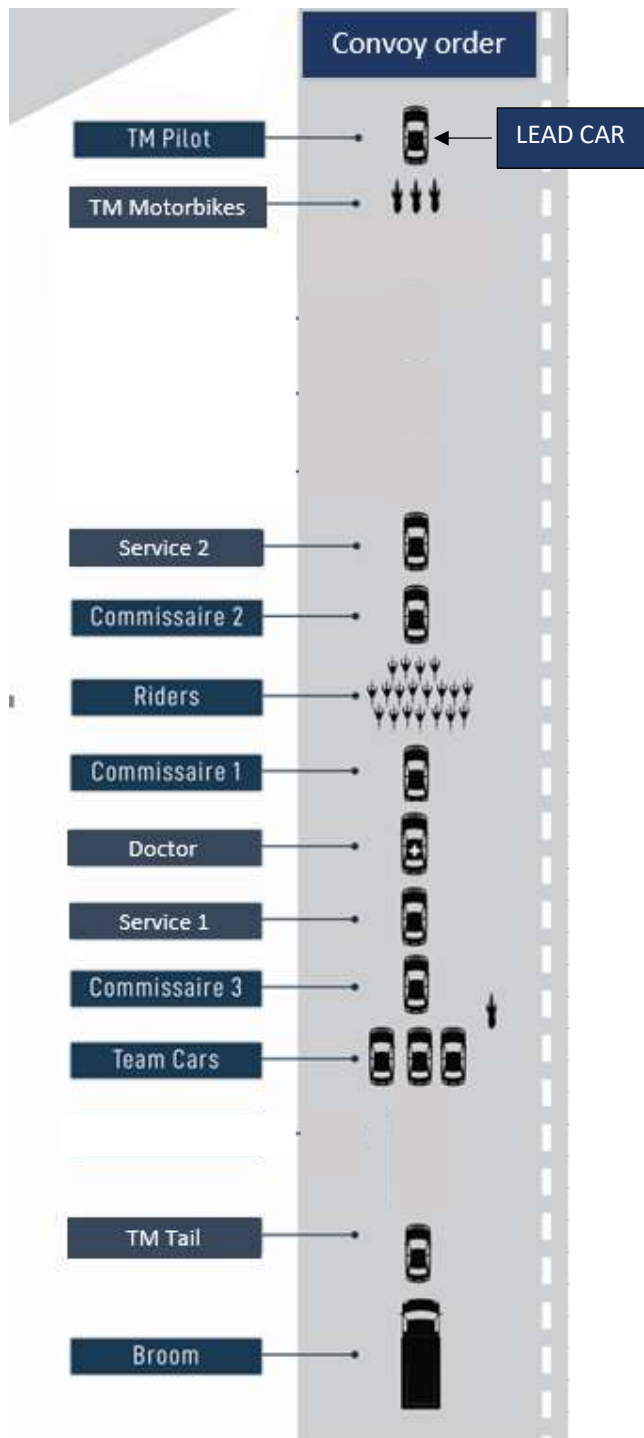 Convoy order
TM Pilot
LEAD CAR
TM Motorbikes
Service 2
Commissaire 2
Riders
Commissaire 1
Doctor
Service 1
Commissaire 3
Team Cars
TM Tail
Broom